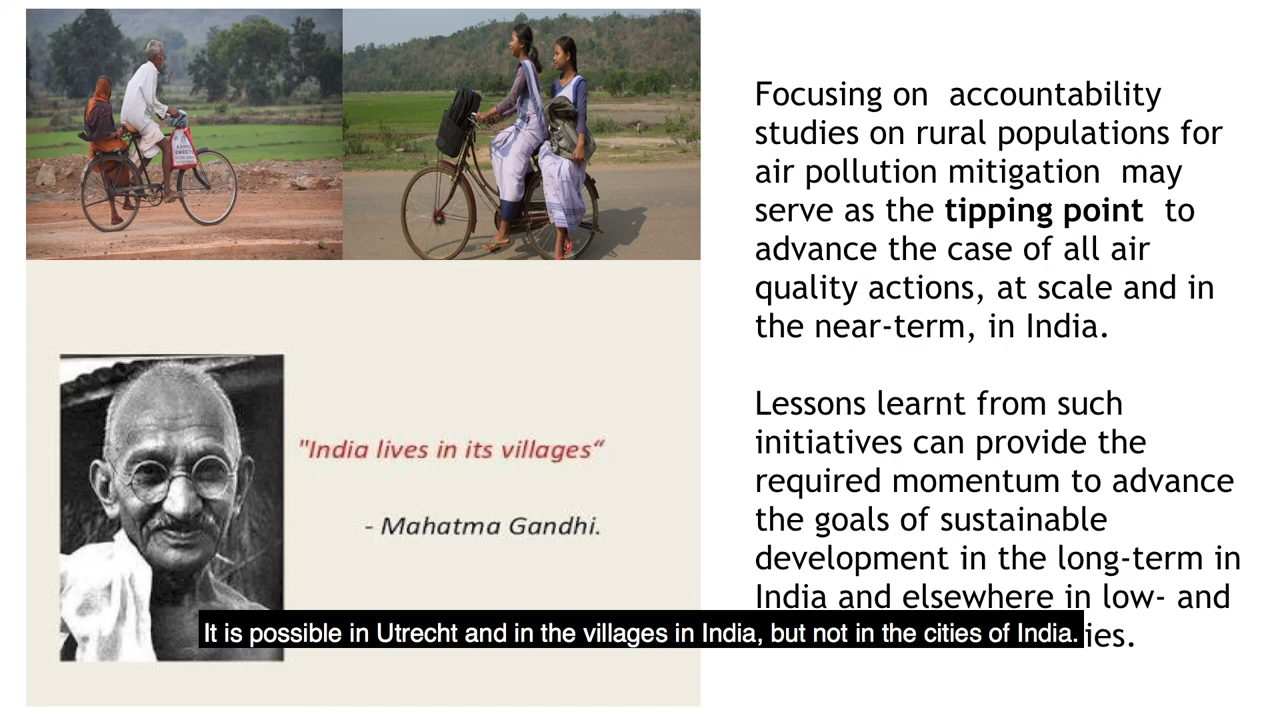 "India lives in its villages“
- Mahatma Gandhi.
Focusing on accountability
studies on rural populations for
air pollution mitigation may
serve as the tipping point to
advance the case of all air
quality actions, at scale and in
the near-term, in India.
Lessons learnt from such
initiatives can provide the
required momentum to advance
the goals of sustainable
development in the long-term in
India and elsewhere in low- and
ies.
It is possible in Utrecht and in the villages in India, but not in the cities of India.